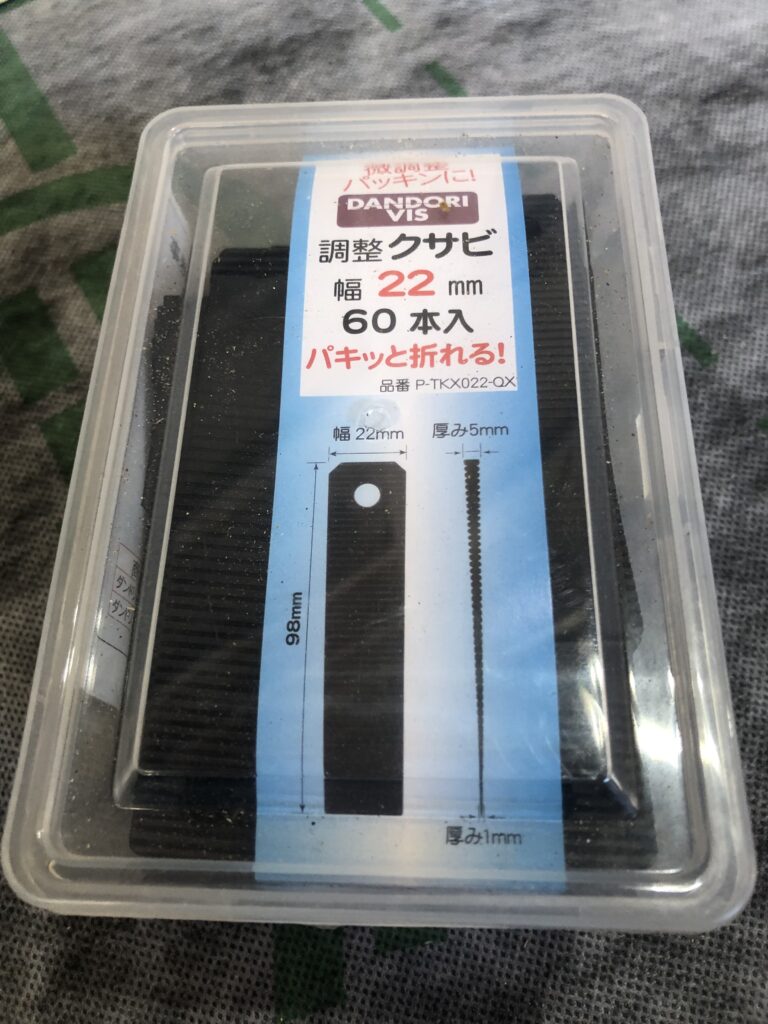 微調整
パッキンに!
DANDORI
VIS
調整クサビ
幅 22 mm
60 本入
パキッと折れる!
品番 P-TKX022-QX
幅 22mm
厚み5mm
98mm
厚み1mm